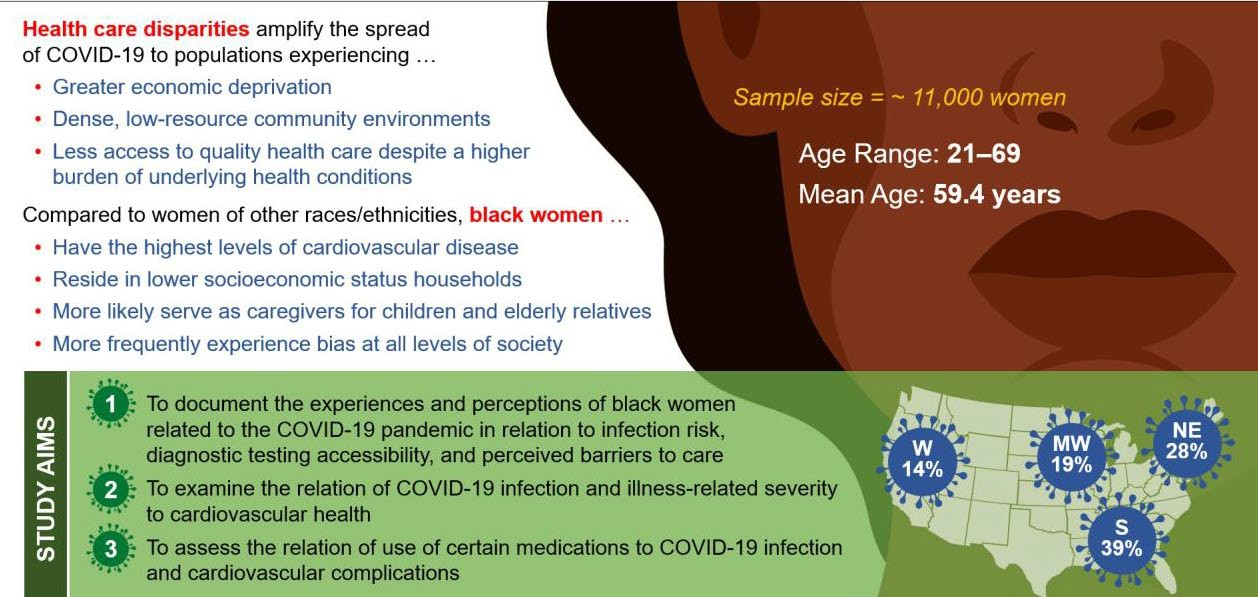 Health care disparities amplify the spread
of COVID-19 to populations experiencing …
• Greater economic deprivation
• Dense, low-resource community environments
• Less access to quality health care despite a higher
burden of underlying health conditions
Compared to women of other races/ethnicities, black women …
• Have the highest levels of cardiovascular disease
• Reside in lower socioeconomic status households
• More likely serve as caregivers for children and elderly relatives
• More frequently experience bias at all levels of society
Sample size = ~ 11,000 women
Age Range: 21–69
Mean Age: 59.4 years
STUDY AIMS
1 To document the experiences and perceptions of black women
related to the COVID-19 pandemic in relation to infection risk,
diagnostic testing accessibility, and perceived barriers to care
2 To examine the relation of COVID-19 infection and illness-related severity
to cardiovascular health
3 To assess the relation of use of certain medications to COVID-19 infection
and cardiovascular complications
W
14%
MW
19%
NE
28%
S
39%